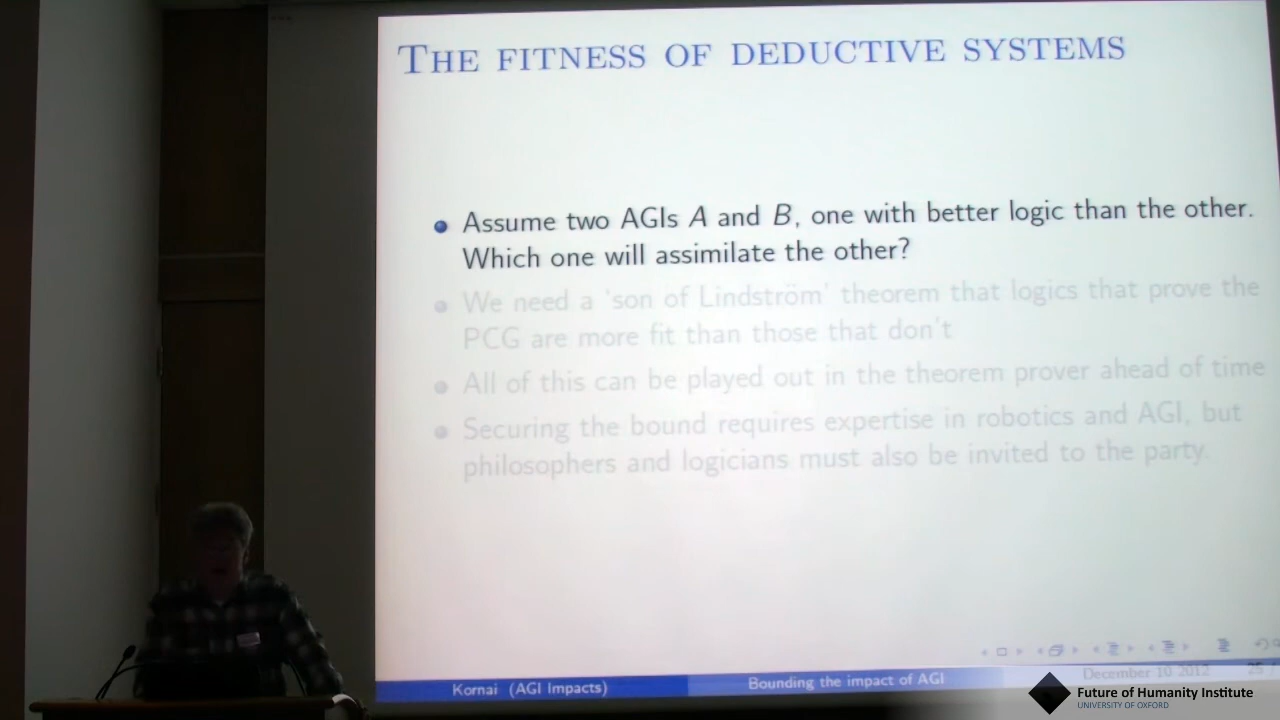 THE FITNESS OF DEDUCTIVE SYSTEMS
Assume two AGIs A and B, one with better logic than the other.
Which one will assimilate the other?
We need a 'son of Lindström' theorem that logics that prove the
PCG are more fit than those that don't
All of this can be played out in the theorem prover ahead of time
Securing the bound requires expertise in robotics and AGI, but
philosophers and logicians must also be invited to the party.
Kornai (AGI Impacts)
Bounding the impact of AGI
December 10 2012
Future of Humanity Institute
UNIVERSITY OF OXFORD